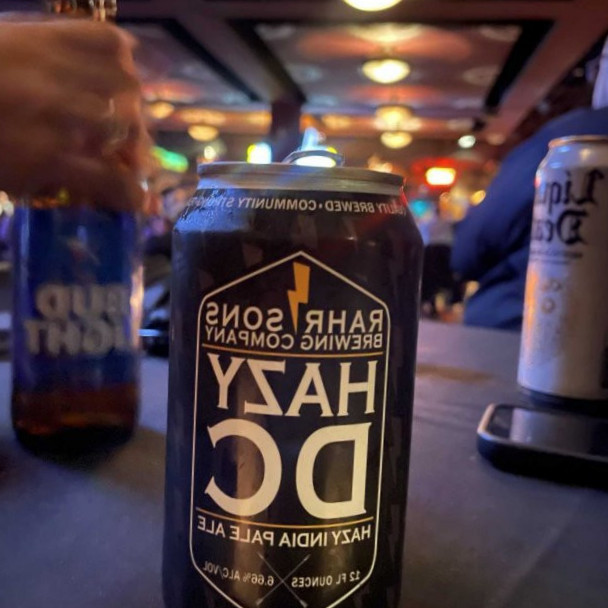 QUALITY BREWED • COMMUNITY
RAHR & SONS
BREWING COMPANY
HAZY
DC
HAZY INDIA PALE ALE
12 FL OUNCES 6.66% ALC/VOL
BUD
LIGHT